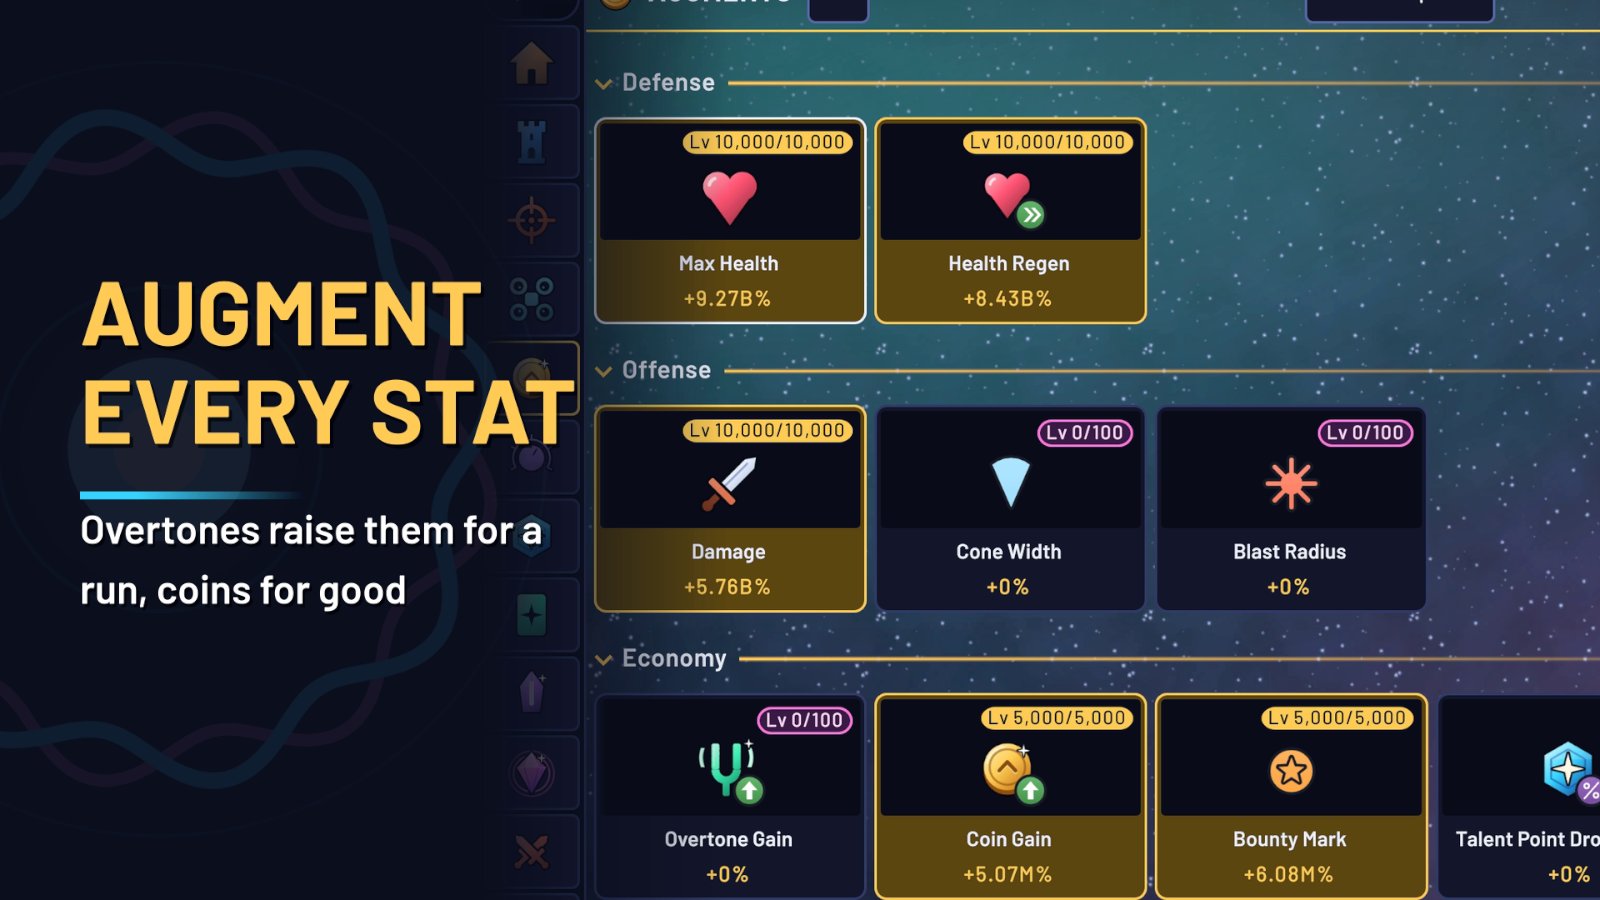 AUGMENT
EVERY STAT
Overtones raise them for a
run, coins for good
Defense
Lv 10,000/10,000
Max Health
+9.27B%
Lv 10,000/10,000
Health Regen
+8.43B%
Offense
Lv 10,000/10,000
Damage
+5.76B%
Lv 0/100
Cone Width
+0%
Lv 0/100
Blast Radius
+0%
Economy
Lv 0/100
Overtone Gain
+0%
Lv 5,000/5,000
Coin Gain
+5.07M%
Lv 5,000/5,000
Bounty Mark
+6.08M%
Talent Point Dro
+0%